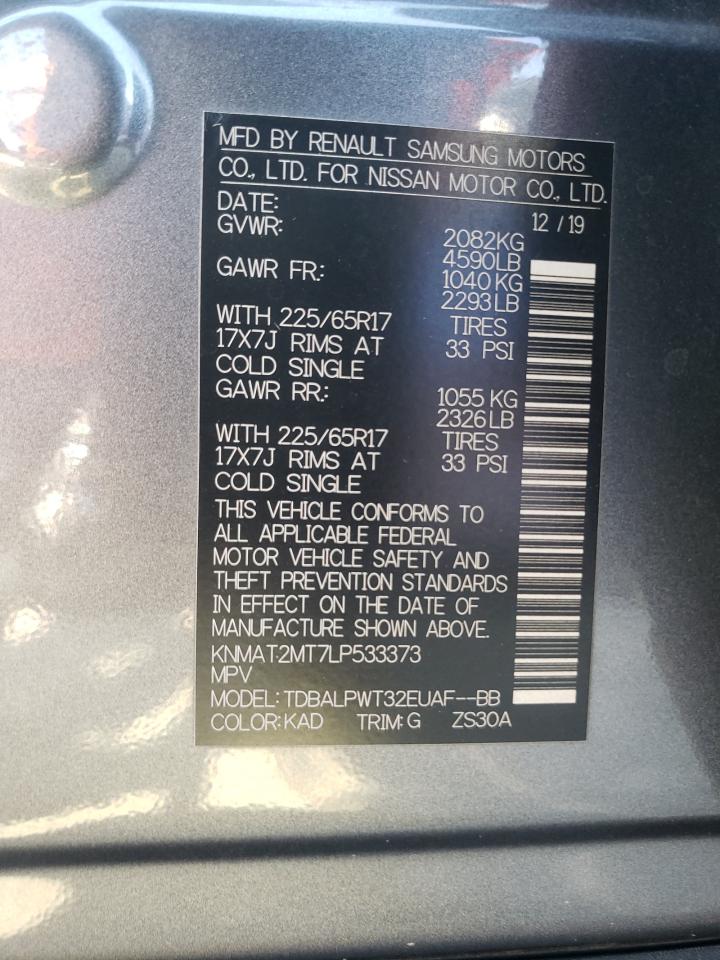 MFD BY RENAULT SAMSUNG MOTORS
CO., LTD. FOR NISSAN MOTOR CO., LTD.
DATE: 12 / 19
GVWR: 2082KG
4590LB
GAWR FR: 1040 KG
2293 LB
WITH 225/65R17 TIRES
17X7J RIMS AT 33 PSI
COLD SINGLE
GAWR RR: 1055 KG
2326 LB
WITH 225/65R17 TIRES
17X7J RIMS AT 33 PSI
COLD SINGLE
THIS VEHICLE CONFORMS TO
ALL APPLICABLE FEDERAL
MOTOR VEHICLE SAFETY AND
THEFT PREVENTION STANDARDS
IN EFFECT ON THE DATE OF
MANUFACTURE SHOWN ABOVE.
KNMAT2MT7LP533373
MPV
MODEL: TDBALPWT32EUAF--BB
COLOR: KAD TRIM: G ZS30A